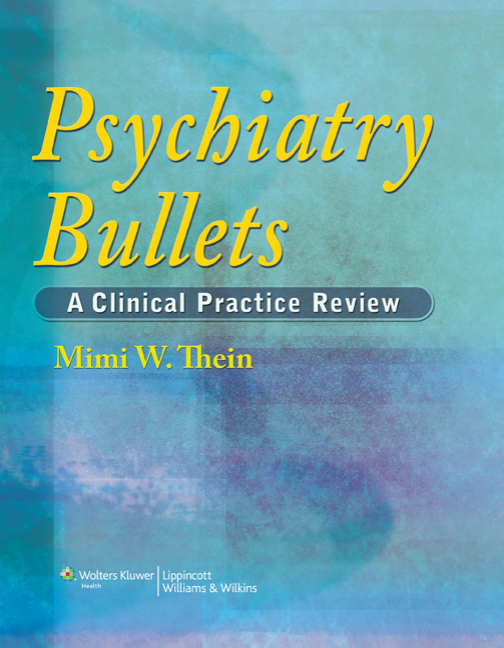 Psychiatry
Bullets
A Clinical Practice Review
Mimi W. Thein
Wolters Kluwer
Health
Lippincott
Williams & Wilkins